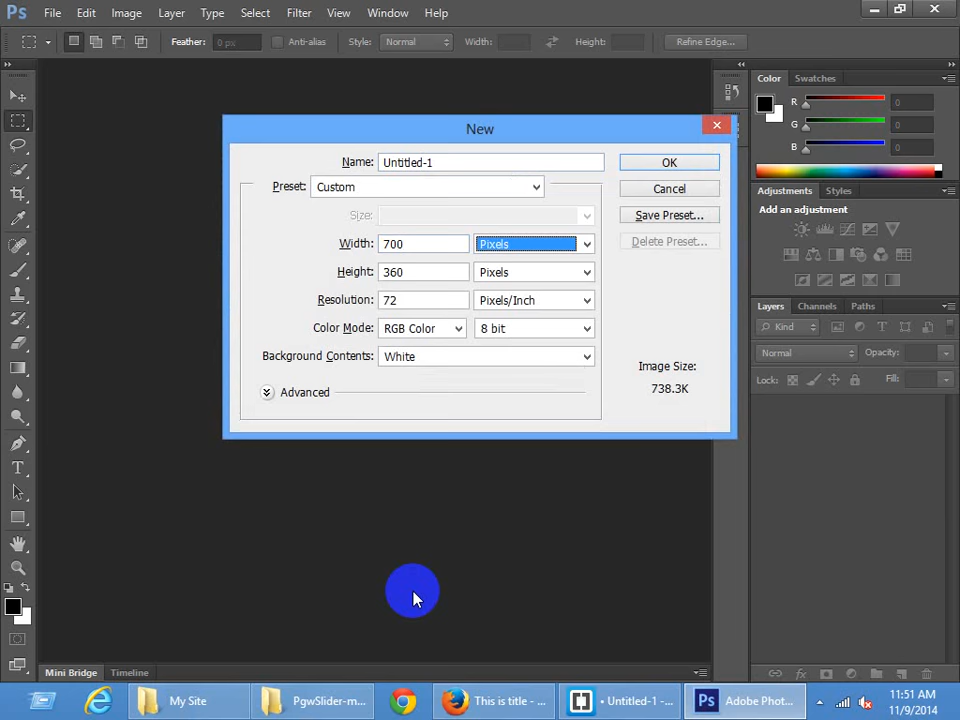 Ps File Edit Image Layer Type Select Filter View Window Help
Feather: 0 px Anti-alias Style: Normal Width: Height: Refine Edge...
Color Swatches
R 0
G 0
B 0
New
Name: Untitled-1 OK
Preset: Custom Cancel
Size: Save Preset...
Width: 700 Pixels Delete Preset...
Height: 360 Pixels
Resolution: 72 Pixels/Inch
Color Mode: RGB Color 8 bit
Background Contents: White
Image Size:
738.3K
Advanced
Adjustments Styles
Add an adjustment
Layers Channels Paths
Kind
Normal Opacity:
Lock: Fill:
Mini Bridge Timeline
My Site PgwSlider-m... This is title - ... • Untitled-1 -... Ps Adobe Phot... 11:51 AM
11/9/2014